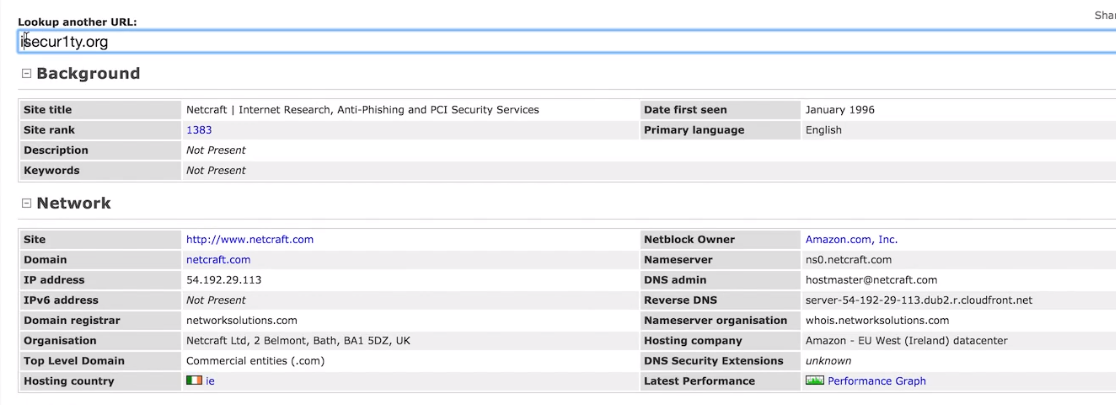 Shar
Lookup another URL:
isecur1ty.org
Background
Site title Netcraft | Internet Research, Anti-Phishing and PCI Security Services Date first seen January 1996
Site rank 1383 Primary language English
Description Not Present
Keywords Not Present
Network
Site http://www.netcraft.com Netblock Owner Amazon.com, Inc.
Domain netcraft.com Nameserver ns0.netcraft.com
IP address 54.192.29.113 DNS admin hostmaster@netcraft.com
IPv6 address Not Present Reverse DNS server-54-192-29-113.dub2.r.cloudfront.net
Domain registrar networksolutions.com Nameserver organisation whois.networksolutions.com
Organisation Netcraft Ltd, 2 Belmont, Bath, BA1 5DZ, UK Hosting company Amazon - EU West (Ireland) datacenter
Top Level Domain Commercial entities (.com) DNS Security Extensions unknown
Hosting country ie Latest Performance Performance Graph